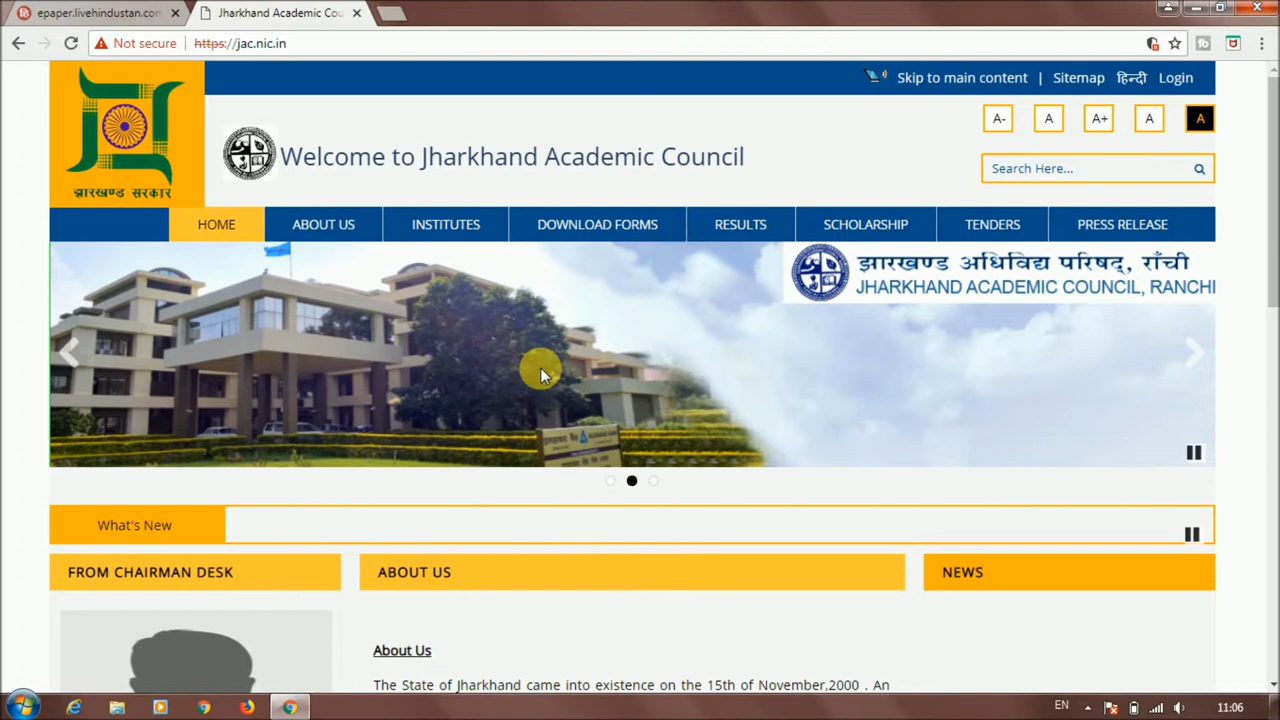 epaper.livehindustan.com
Jharkhand Academic Cou
Not secure
https://jac.nic.in
Skip to main content | Sitemap हिन्दी Login
A- A A+ A A
झारखण्ड सरकार
Welcome to Jharkhand Academic Council
Search Here...
HOME ABOUT US INSTITUTES DOWNLOAD FORMS RESULTS SCHOLARSHIP TENDERS PRESS RELEASE
झारखण्ड अधिविद्य परिषद्, राँची
JHARKHAND ACADEMIC COUNCIL, RANCHI
What's New
FROM CHAIRMAN DESK
ABOUT US
NEWS
About Us
The State of Jharkhand came into existence on the 15th of November,2000 . An
EN
11:06